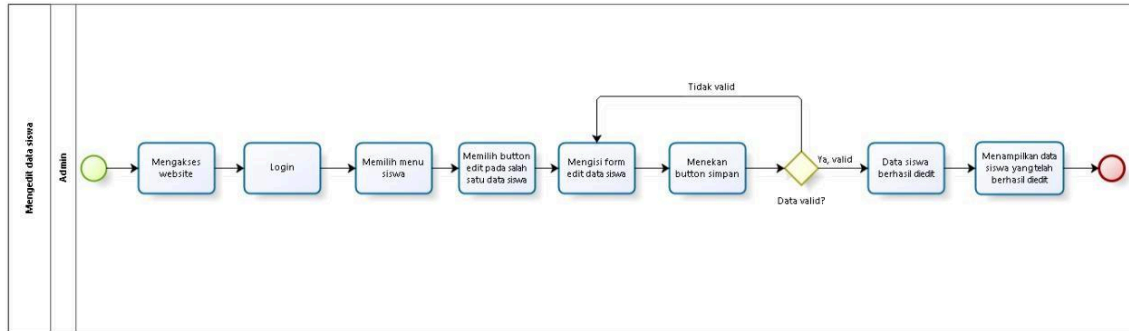 Mengedit data siswa
Admin
Mengakses
website
Login
Memilih menu
siswa
Memilih button
edit pada salah
satu data siswa
Mengisi form
edit data siswa
Menekan
button simpan
Tidak valid
Data valid?
Ya, valid
Data siswa
berhasil diedit
Menampilkan data
siswa yang telah
berhasil diedit